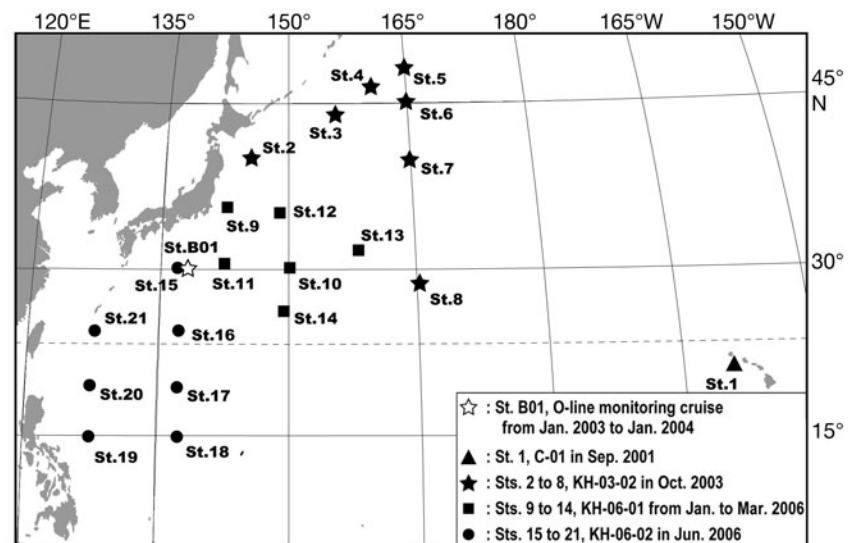 120°E 135° 150° 165° 180° 165°W 150°W
45°
N
St.4
St.5
St.6
St.3
St.2
St.7
St.9
St.12
St.13
St.B01
30°
St.15
St.11
St.10
St.8
St.14
St.21
St.16
St.20
St.17
St.1
St.19
St.18
15°
: St. B01, O-line monitoring cruise
from Jan. 2003 to Jan. 2004
: St. 1, C-01 in Sep. 2001
: Sts. 2 to 8, KH-03-02 in Oct. 2003
: Sts. 9 to 14, KH-06-01 from Jan. to Mar. 2006
: Sts. 15 to 21, KH-06-02 in Jun. 2006